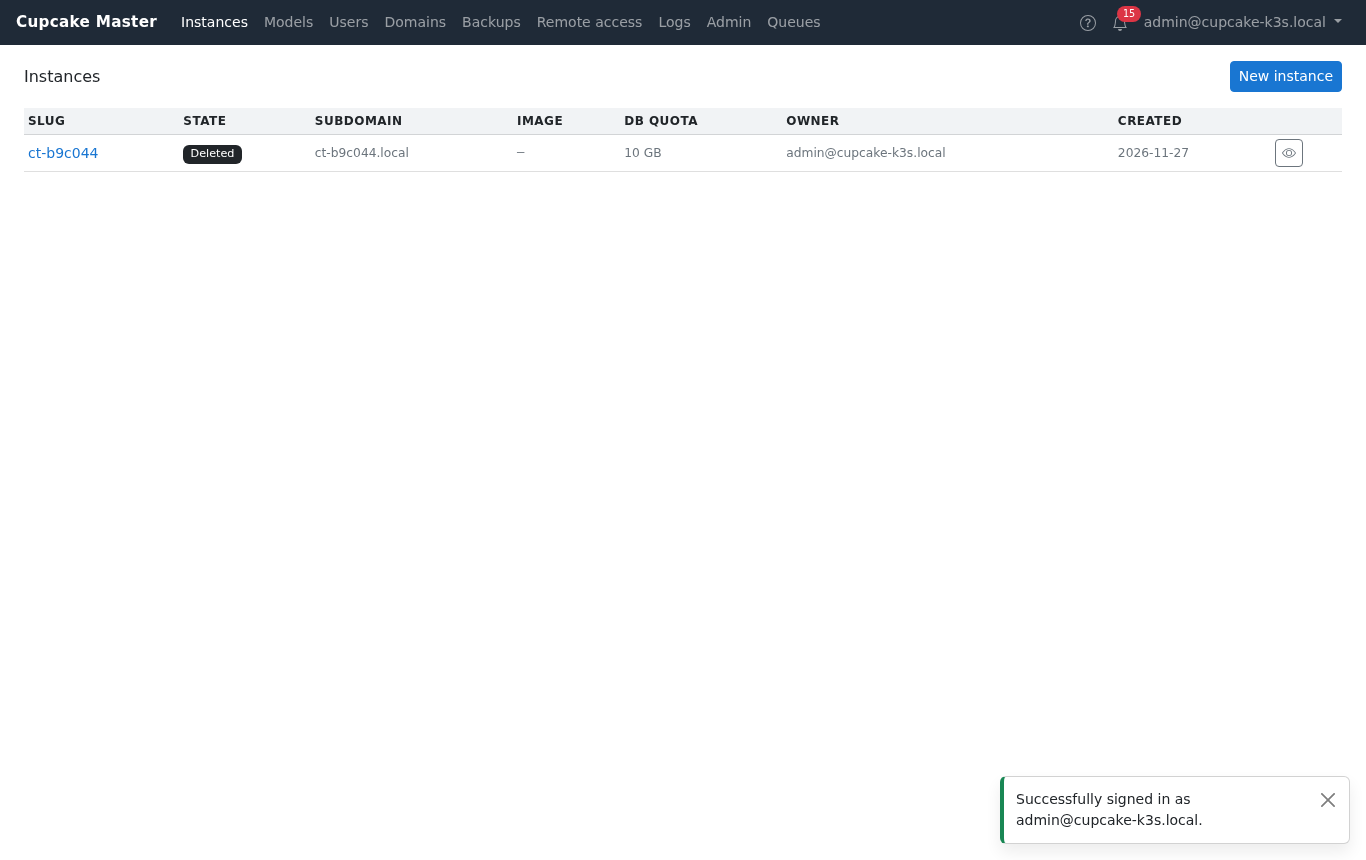 Cupcake Master Instances Models Users Domains Backups Remote access Logs Admin Queues 15 admin@cupcake-k3s.local
Instances New instance
SLUG STATE SUBDOMAIN IMAGE DB QUOTA OWNER CREATED
ct-b9c044 Deleted ct-b9c044.local — 10 GB admin@cupcake-k3s.local 2026-11-27
Successfully signed in as
admin@cupcake-k3s.local.